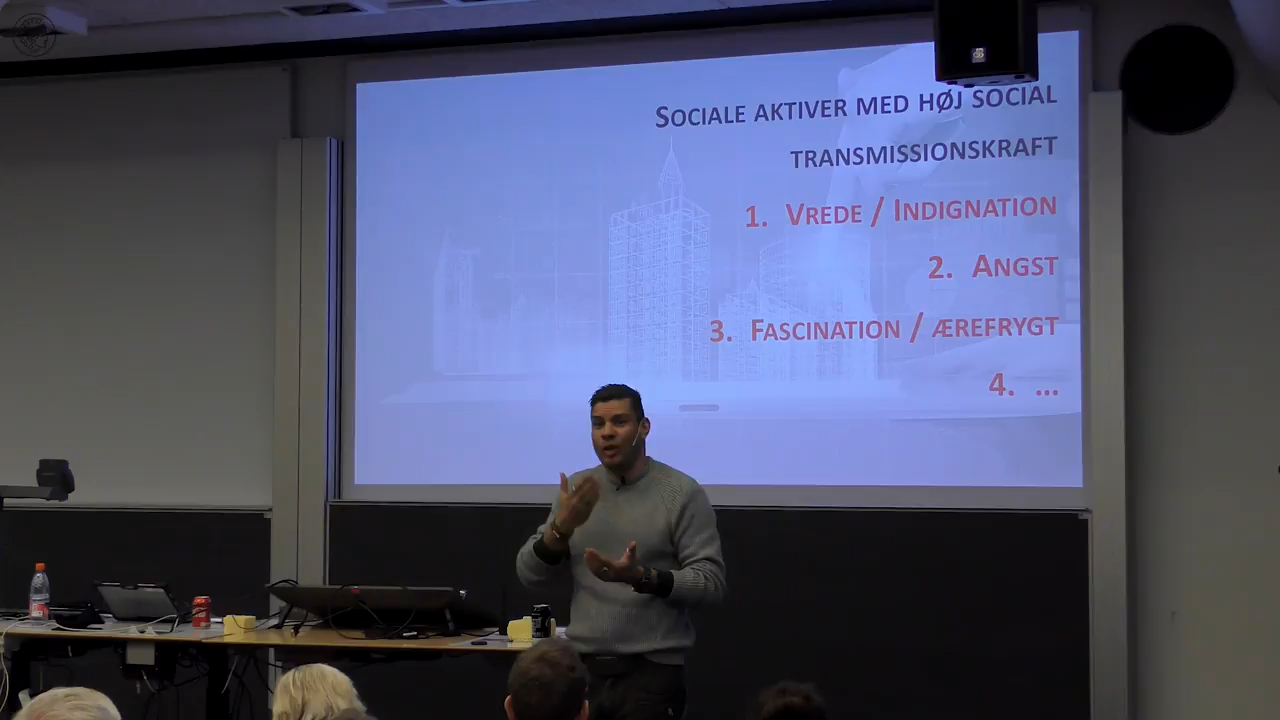 Sociale aktiver med høj social
transmissionskraft
1. Vrede / Indignation
2. Angst
3. Fascination / ærefrygt
4. ...